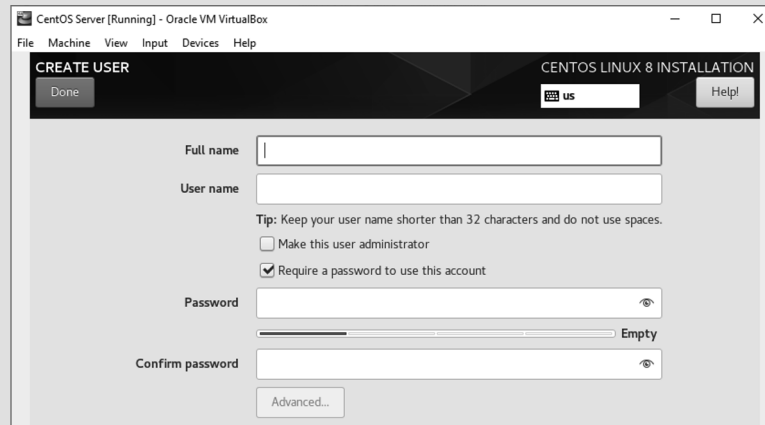 CentOS Server [Running] - Oracle VM VirtualBox
File Machine View Input Devices Help
CREATE USER
CENTOS LINUX 8 INSTALLATION
Done
us
Help!
Full name
User name
Tip: Keep your user name shorter than 32 characters and do not use spaces.
Make this user administrator
Require a password to use this account
Password
Empty
Confirm password
Advanced...